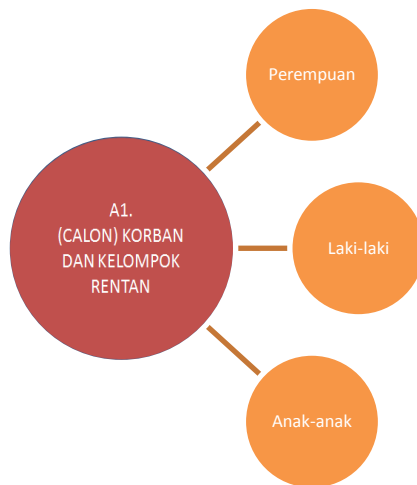 Perempuan
A1.
(CALON) KORBAN
DAN KELOMPOK
RENTAN
Laki-laki
Anak-anak